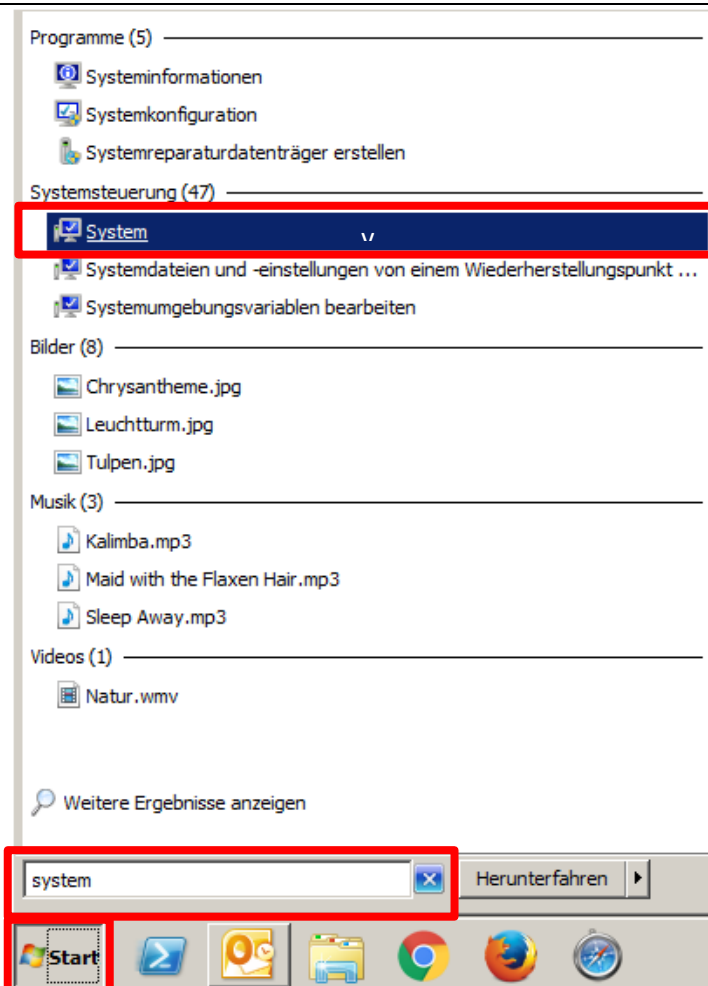 Programme (5)
Systeminformationen
Systemkonfiguration
Systemreparaturdatenträger erstellen
Systemsteuerung (47)
System
Systemdateien und -einstellungen von einem Wiederherstellungspunkt ...
Systemumgebungsvariablen bearbeiten
Bilder (8)
Chrysantheme.jpg
Leuchtturm.jpg
Tulpen.jpg
Musik (3)
Kalimba.mp3
Maid with the Flaxen Hair.mp3
Sleep Away.mp3
Videos (1)
Natur.wmv
Weitere Ergebnisse anzeigen
system Herunterfahren
Start